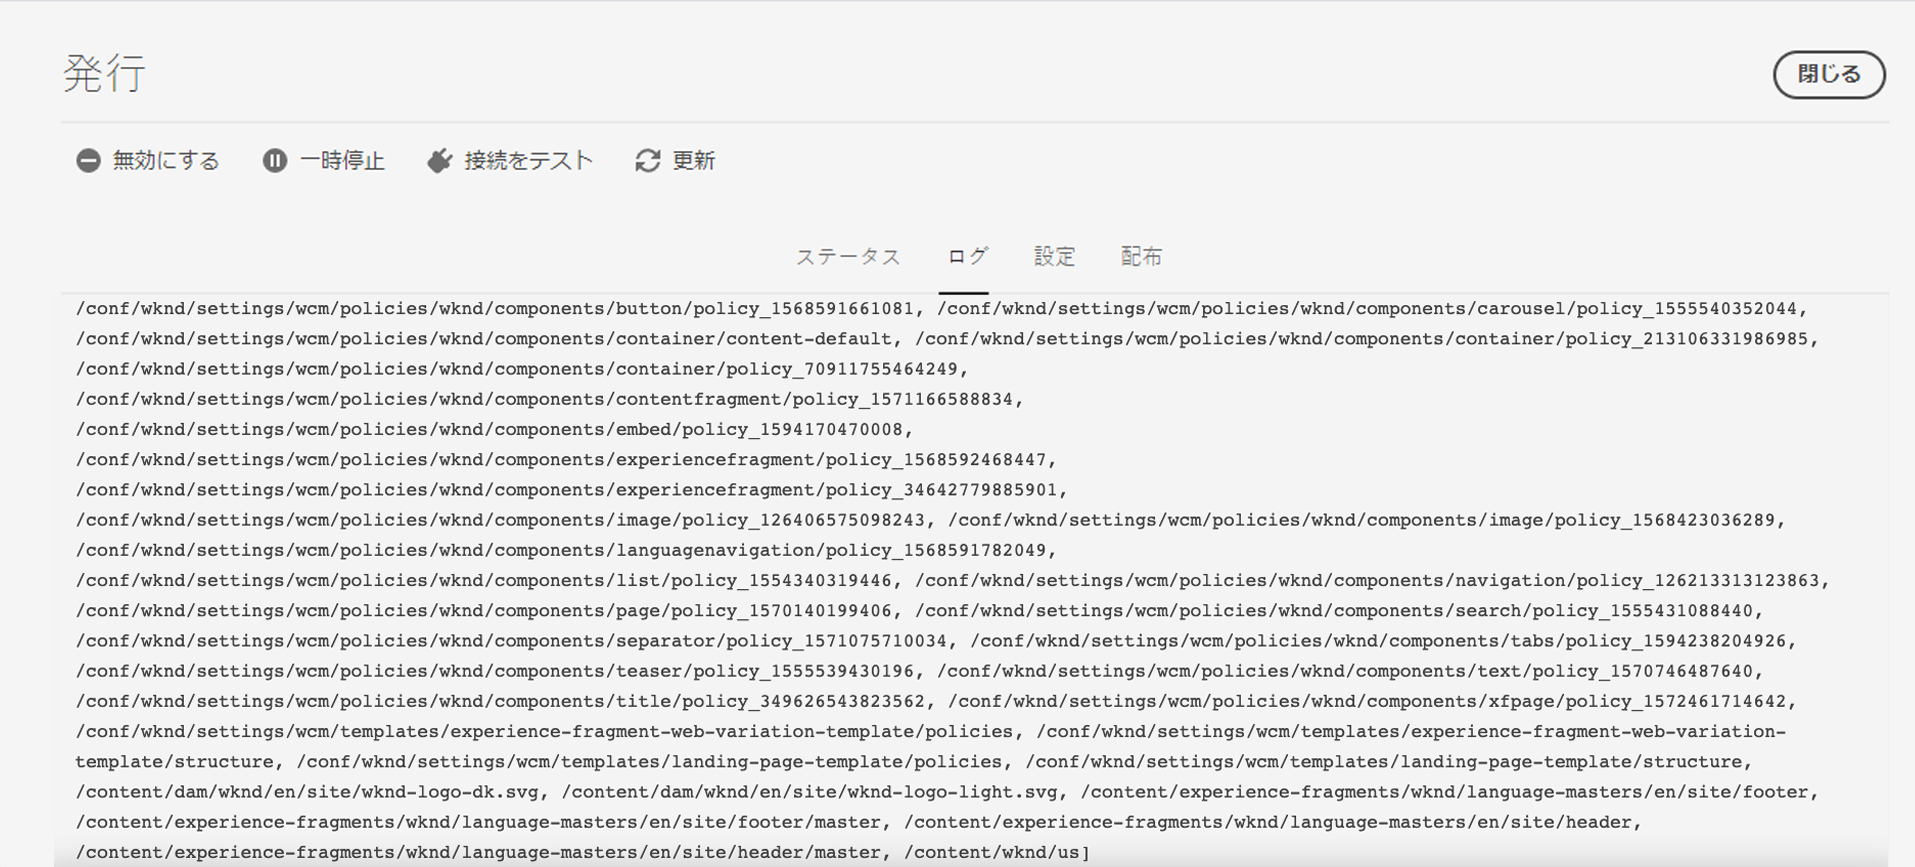 発行
閉じる
無効にする 一時停止 接続をテスト 更新
ステータス ログ 設定 配布
/conf/wknd/settings/wcm/policies/wknd/components/button/policy_1568591661081, /conf/wknd/settings/wcm/policies/wknd/components/carousel/policy_1555540352044,
/conf/wknd/settings/wcm/policies/wknd/components/container/content-default, /conf/wknd/settings/wcm/policies/wknd/components/container/policy_213106331986985,
/conf/wknd/settings/wcm/policies/wknd/components/container/policy_70911755464249,
/conf/wknd/settings/wcm/policies/wknd/components/contentfragment/policy_1571166588834,
/conf/wknd/settings/wcm/policies/wknd/components/embed/policy_1594170470008,
/conf/wknd/settings/wcm/policies/wknd/components/experiencefragment/policy_1568592468447,
/conf/wknd/settings/wcm/policies/wknd/components/experiencefragment/policy_34642779885901,
/conf/wknd/settings/wcm/policies/wknd/components/image/policy_126406575098243, /conf/wknd/settings/wcm/policies/wknd/components/image/policy_1568423036289,
/conf/wknd/settings/wcm/policies/wknd/components/languagenavigation/policy_1568591782049,
/conf/wknd/settings/wcm/policies/wknd/components/list/policy_1554340319446, /conf/wknd/settings/wcm/policies/wknd/components/navigation/policy_126213313123863,
/conf/wknd/settings/wcm/policies/wknd/components/page/policy_1570140199406, /conf/wknd/settings/wcm/policies/wknd/components/search/policy_1555431088440,
/conf/wknd/settings/wcm/policies/wknd/components/separator/policy_1571075710034, /conf/wknd/settings/wcm/policies/wknd/components/tabs/policy_1594238204926,
/conf/wknd/settings/wcm/policies/wknd/components/teaser/policy_1555539430196, /conf/wknd/settings/wcm/policies/wknd/components/text/policy_1570746487640,
/conf/wknd/settings/wcm/policies/wknd/components/title/policy_349626543823562, /conf/wknd/settings/wcm/policies/wknd/components/xfpage/policy_1572461714642,
/conf/wknd/settings/wcm/templates/experience-fragment-web-variation-template/policies, /conf/wknd/settings/wcm/templates/experience-fragment-web-variation-
template/structure, /conf/wknd/settings/wcm/templates/landing-page-template/policies, /conf/wknd/settings/wcm/templates/landing-page-template/structure,
/content/dam/wknd/en/site/wknd-logo-dk.svg, /content/dam/wknd/en/site/wknd-logo-light.svg, /content/experience-fragments/wknd/language-masters/en/site/footer,
/content/experience-fragments/wknd/language-masters/en/site/footer/master, /content/experience-fragments/wknd/language-masters/en/site/header,
/content/experience-fragments/wknd/language-masters/en/site/header/master, /content/wknd/us]